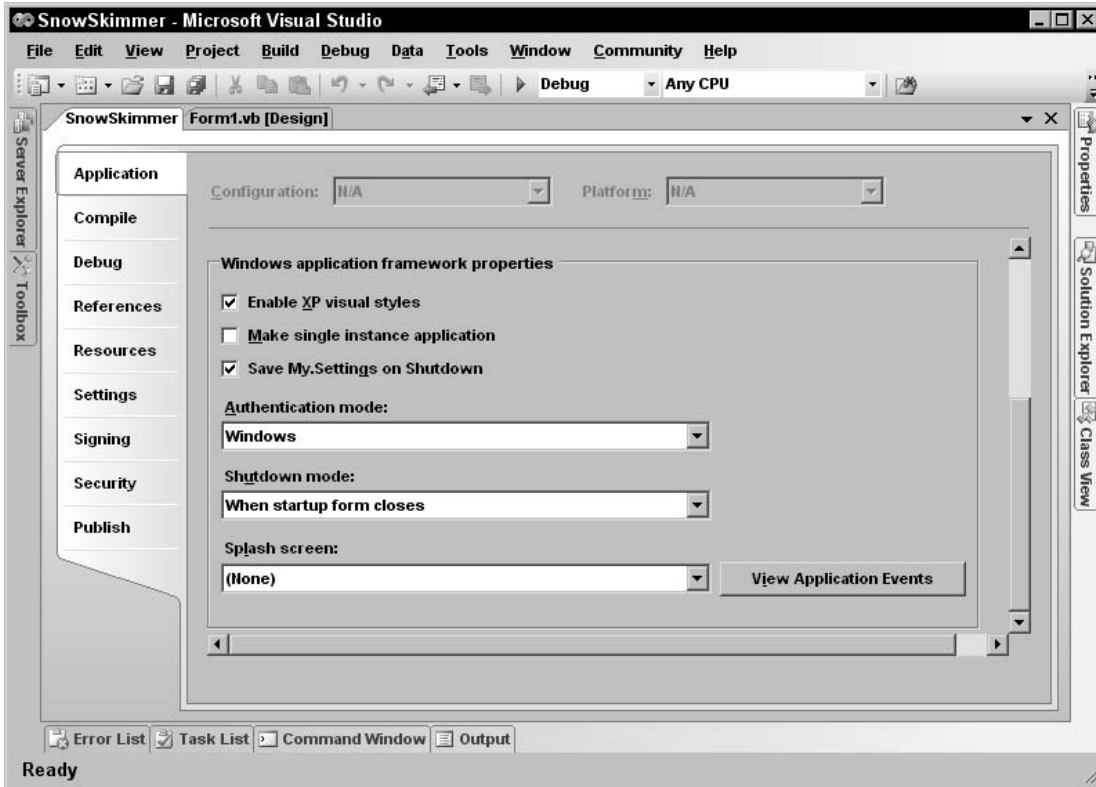 SnowSkimmer - Microsoft Visual Studio
File Edit View Project Build Debug Data Tools Window Community Help
Debug Any CPU
SnowSkimmer Form1.vb [Design]
Server Explorer
Toolbox
Application
Compile
Debug
References
Resources
Settings
Signing
Security
Publish
Configuration: N/A Platform: N/A
Windows application framework properties
Enable XP visual styles
Make single instance application
Save My.Settings on Shutdown
Authentication mode:
Windows
Shutdown mode:
When startup form closes
Splash screen:
(None) View Application Events
Properties
Solution Explorer
Class View
Error List Task List Command Window Output
Ready